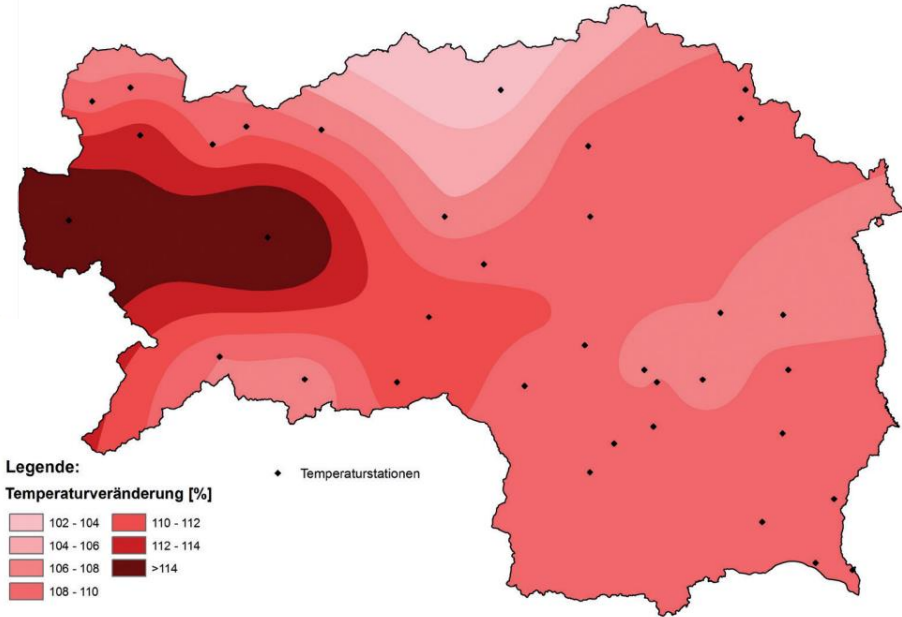 Legende:
Temperaturstationen
Temperaturveränderung [%]
102 - 104
110 - 112
104 - 106
112 - 114
106 - 108
>114
108 - 110